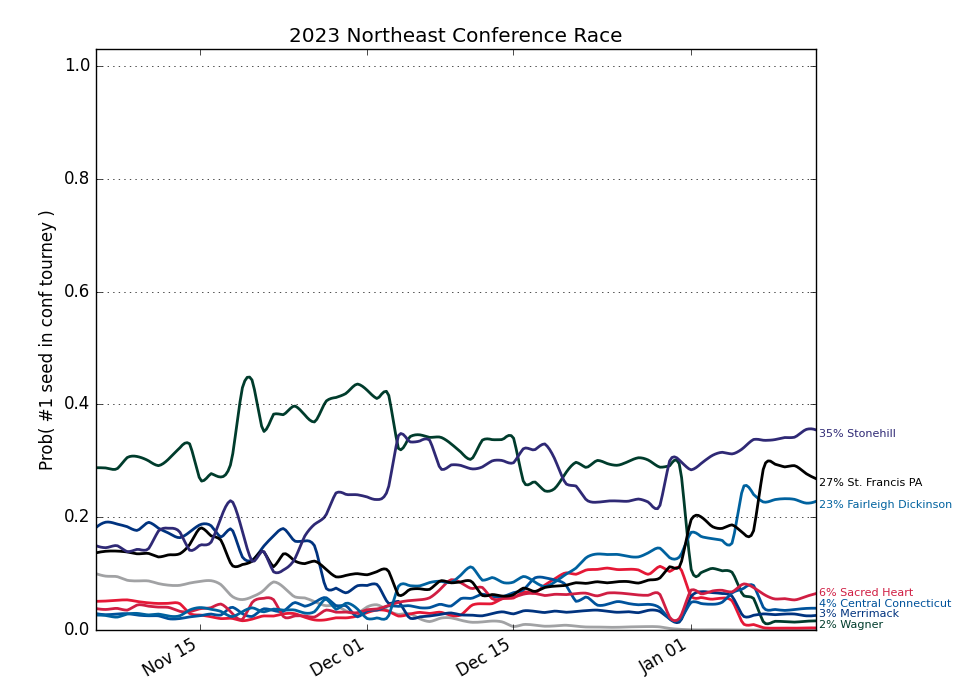 2023 Northeast Conference Race
Prob( #1 seed in conf tourney )
1.0
0.8
0.6
0.4
0.2
0.0
Nov 15
Dec 01
Dec 15
Jan 01
35% Stonehill
27% St. Francis PA
23% Fairleigh Dickinson
6% Sacred Heart
4% Central Connecticut
3% Merrimack
2% Wagner